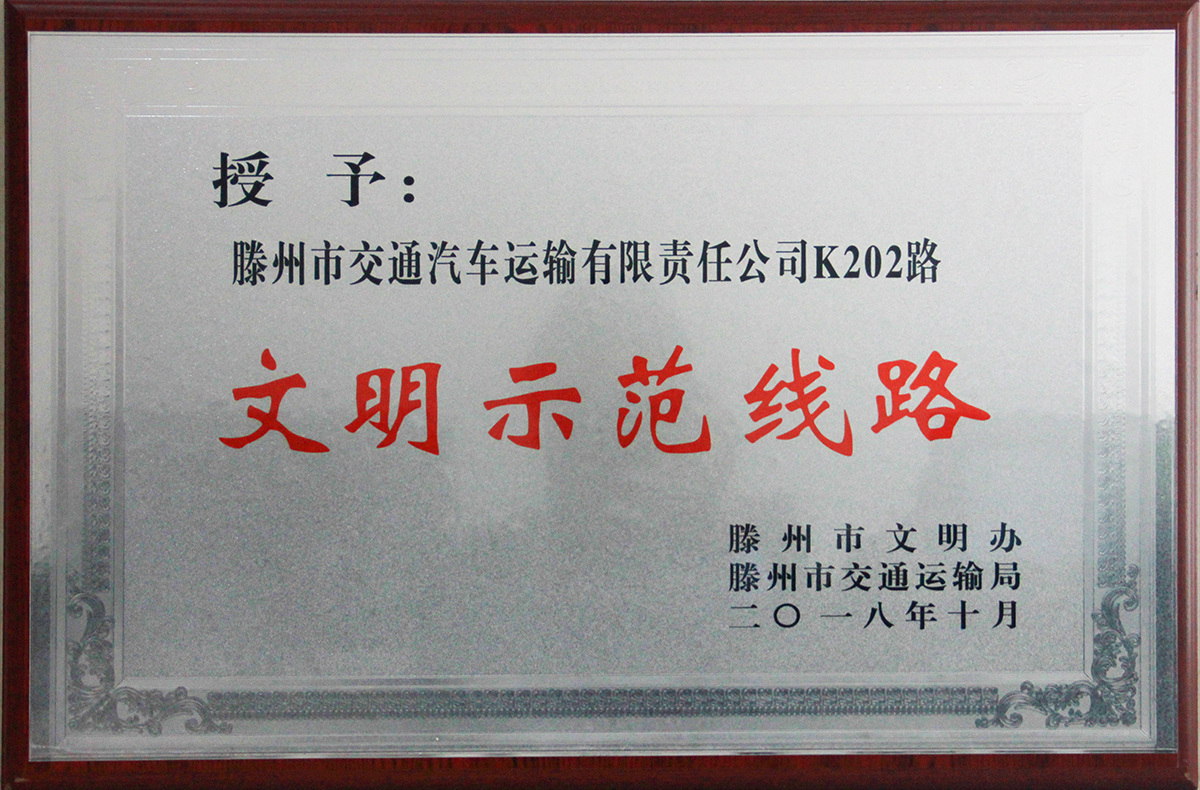 授 予：
滕州市交通汽车运输有限责任公司K202路
文明示范线路
滕州市文明办
滕州市交通运输局
二〇一八年十月